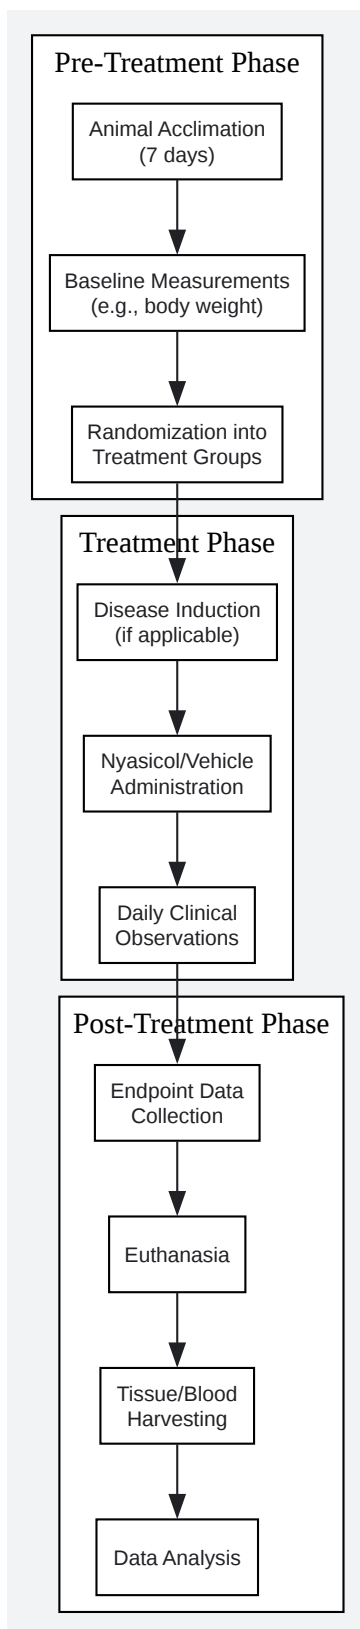 Pre-Treatment Phase
Animal Acclimation
(7 days)
Baseline Measurements
(e.g., body weight)
Randomization into
Treatment Groups
Treatment Phase
Disease Induction
(if applicable)
Nyasicol/Vehicle
Administration
Daily Clinical
Observations
Post-Treatment Phase
Endpoint Data
Collection
Euthanasia
Tissue/Blood
Harvesting
Data Analysis